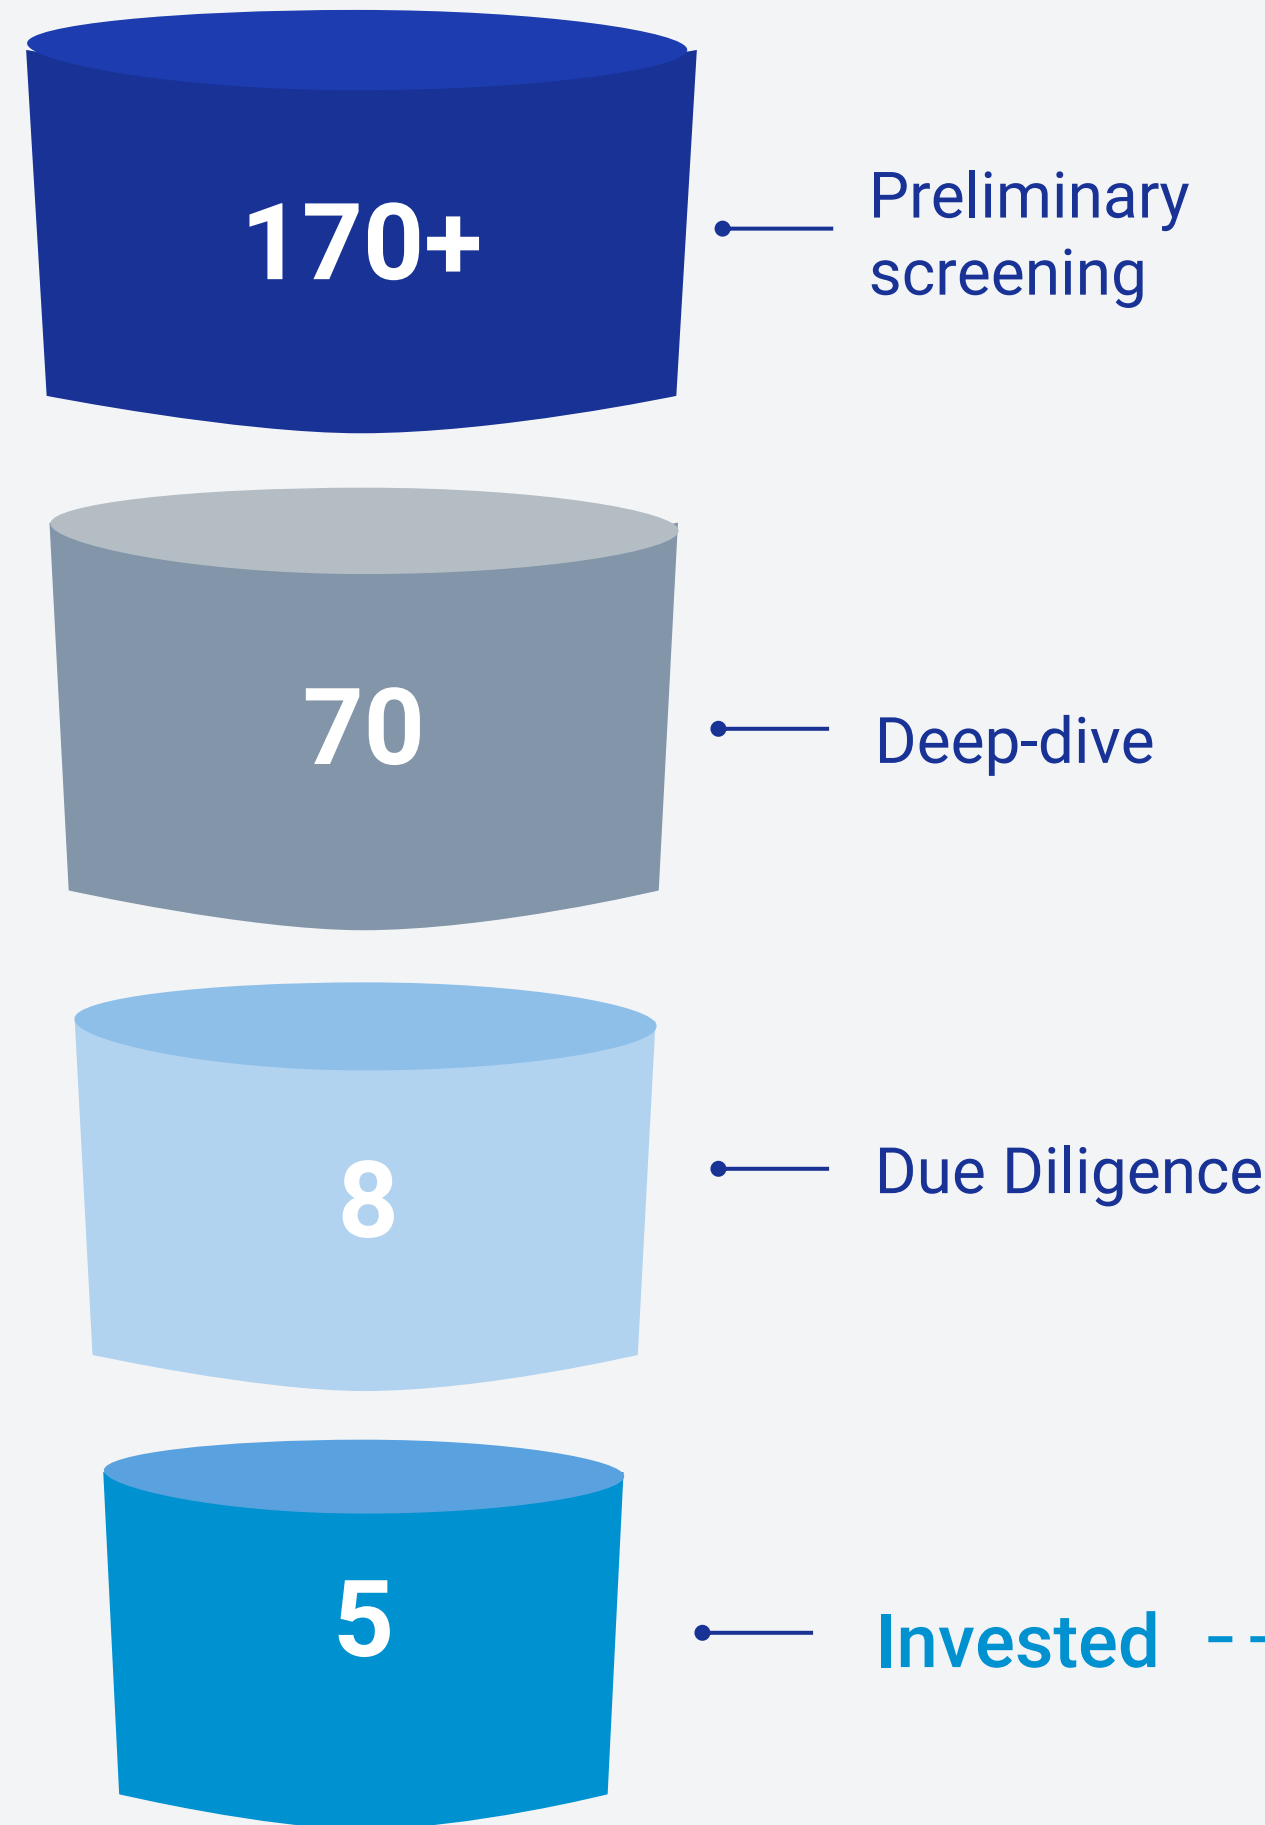 170+
Preliminary
screening
70
Deep-dive
8
Due Diligence
5
Invested